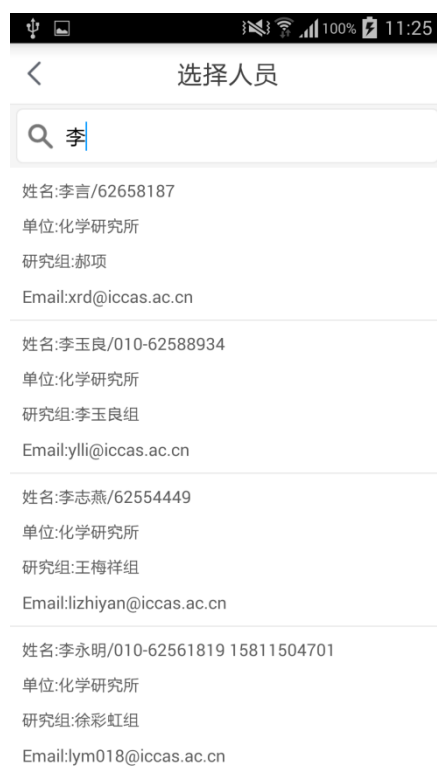 100% 11:25
选择人员
李
姓名:李言/62658187
单位:化学研究所
研究组:郝项
Email:xrd@iccas.ac.cn
姓名:李玉良/010-62588934
单位:化学研究所
研究组:李玉良组
Email:ylli@iccas.ac.cn
姓名:李志燕/62554449
单位:化学研究所
研究组:王梅祥组
Email:lizhiyan@iccas.ac.cn
姓名:李永明/010-62561819 15811504701
单位:化学研究所
研究组:徐彩虹组
Email:lym018@iccas.ac.cn